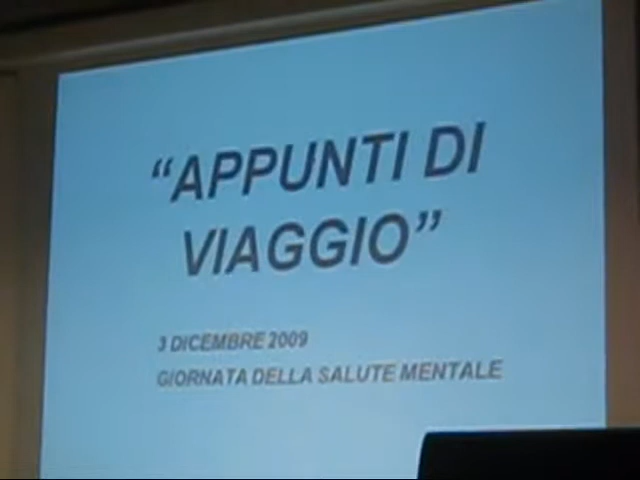 “APPUNTI DI
VIAGGIO”
3 DICEMBRE 2009
GIORNATA DELLA SALUTE MENTALE